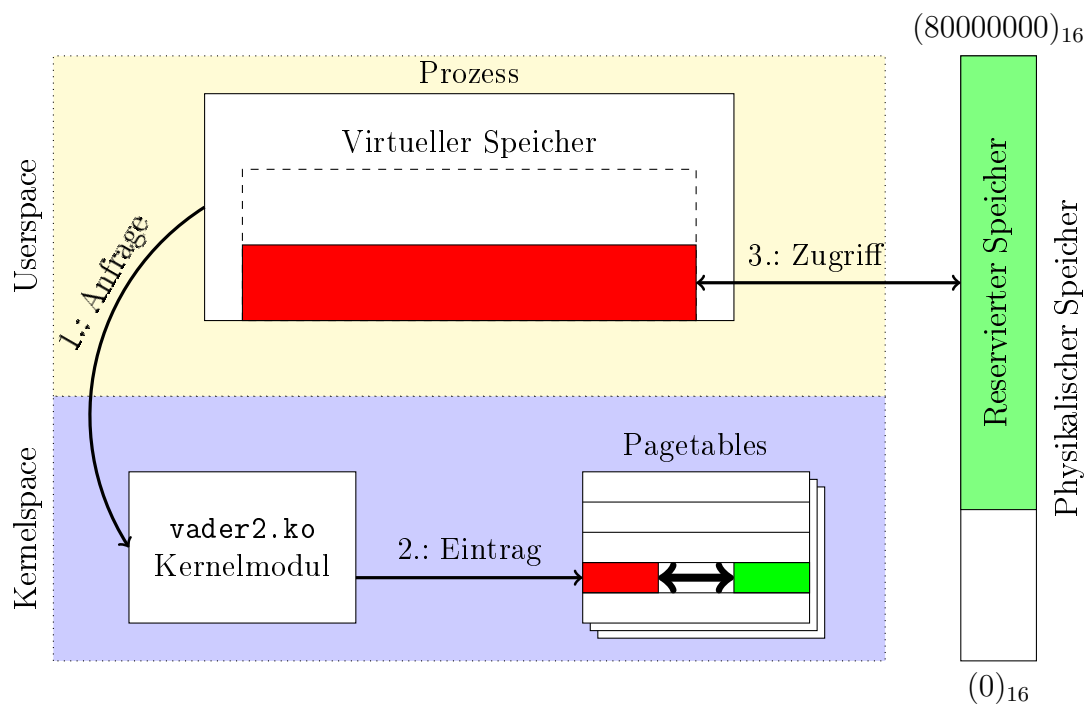 (80000000)₁₆
Prozess
Virtueller Speicher
Userspace
1.: Anfrage
3.: Zugriff
Reservierter Speicher
Physikalischer Speicher
Pagetables
Kernelspace
vader2.ko
Kernelmodul
2.: Eintrag
(0)₁₆